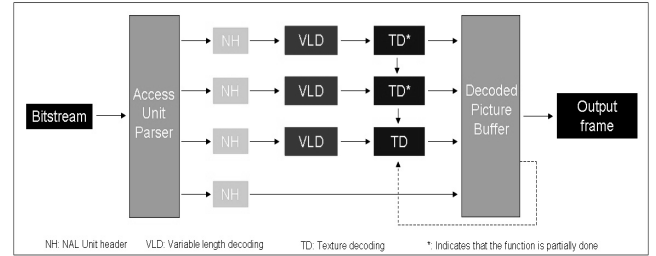 NH VLD TD*
NH VLD TD*
Bitstream
Access
Unit
Parser
NH VLD TD
NH
Decoded
Picture
Buffer
Output
frame
NH: NAL Unit header VLD: Variable length decoding TD: Texture decoding *: Indicates that the function is partially done